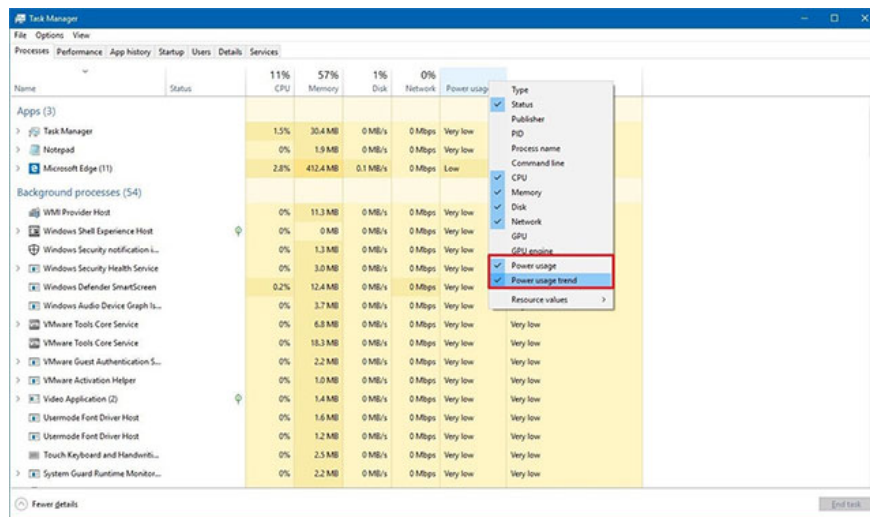 Task Manager
File Options View
Processes Performance App history Startup Users Details Services
11% 57% 1% 0%
Name Status CPU Memory Disk Network Power usage
Type
Status
Publisher
PID
Process name
Command line
CPU
Memory
Disk
Network
GPU
GPU engine
Power usage
Power usage trend
Resource values
Apps (3)
Task Manager 1.5% 30.4 MB 0 MB/s 0 Mbps Very low
Notepad 0% 1.9 MB 0 MB/s 0 Mbps Very low
Microsoft Edge (11) 2.8% 412.4 MB 0.1 MB/s 0 Mbps Low
Background processes (54)
WMI Provider Host 0% 11.3 MB 0 MB/s 0 Mbps Very low
Windows Shell Experience Host 0% 0 MB 0 MB/s 0 Mbps Very low
Windows Security notification i... 0% 1.3 MB 0 MB/s 0 Mbps Very low
Windows Security Health Service 0% 3.0 MB 0 MB/s 0 Mbps Very low
Windows Defender SmartScreen 0.2% 12.4 MB 0 MB/s 0 Mbps Very low
Windows Audio Device Graph Is... 0% 3.7 MB 0 MB/s 0 Mbps Very low
VMware Tools Core Service 0% 6.8 MB 0 MB/s 0 Mbps Very low Very low
VMware Tools Core Service 0% 18.3 MB 0 MB/s 0 Mbps Very low Very low
VMware Guest Authentication S... 0% 2.2 MB 0 MB/s 0 Mbps Very low Very low
VMware Activation Helper 0% 1.0 MB 0 MB/s 0 Mbps Very low Very low
Video Application (2) 0% 1.4 MB 0 MB/s 0 Mbps Very low Very low
Usermode Font Driver Host 0% 1.6 MB 0 MB/s 0 Mbps Very low Very low
Usermode Font Driver Host 0% 1.2 MB 0 MB/s 0 Mbps Very low Very low
Touch Keyboard and Handwriti... 0% 2.5 MB 0 MB/s 0 Mbps Very low Very low
System Guard Runtime Monitor... 0% 2.2 MB 0 MB/s 0 Mbps Very low Very low
Fewer details
End task